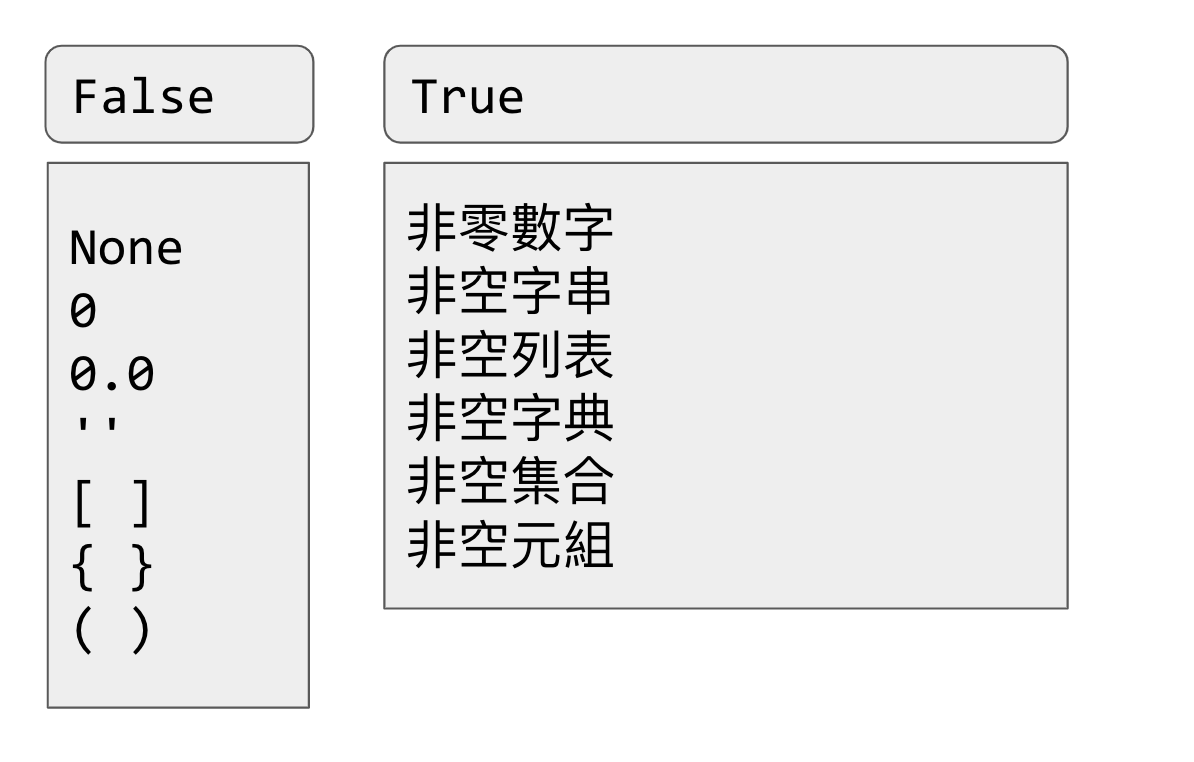 False
None
0
0.0
''
[ ]
{ }
( )
True
非零數字
非空字串
非空列表
非空字典
非空集合
非空元組